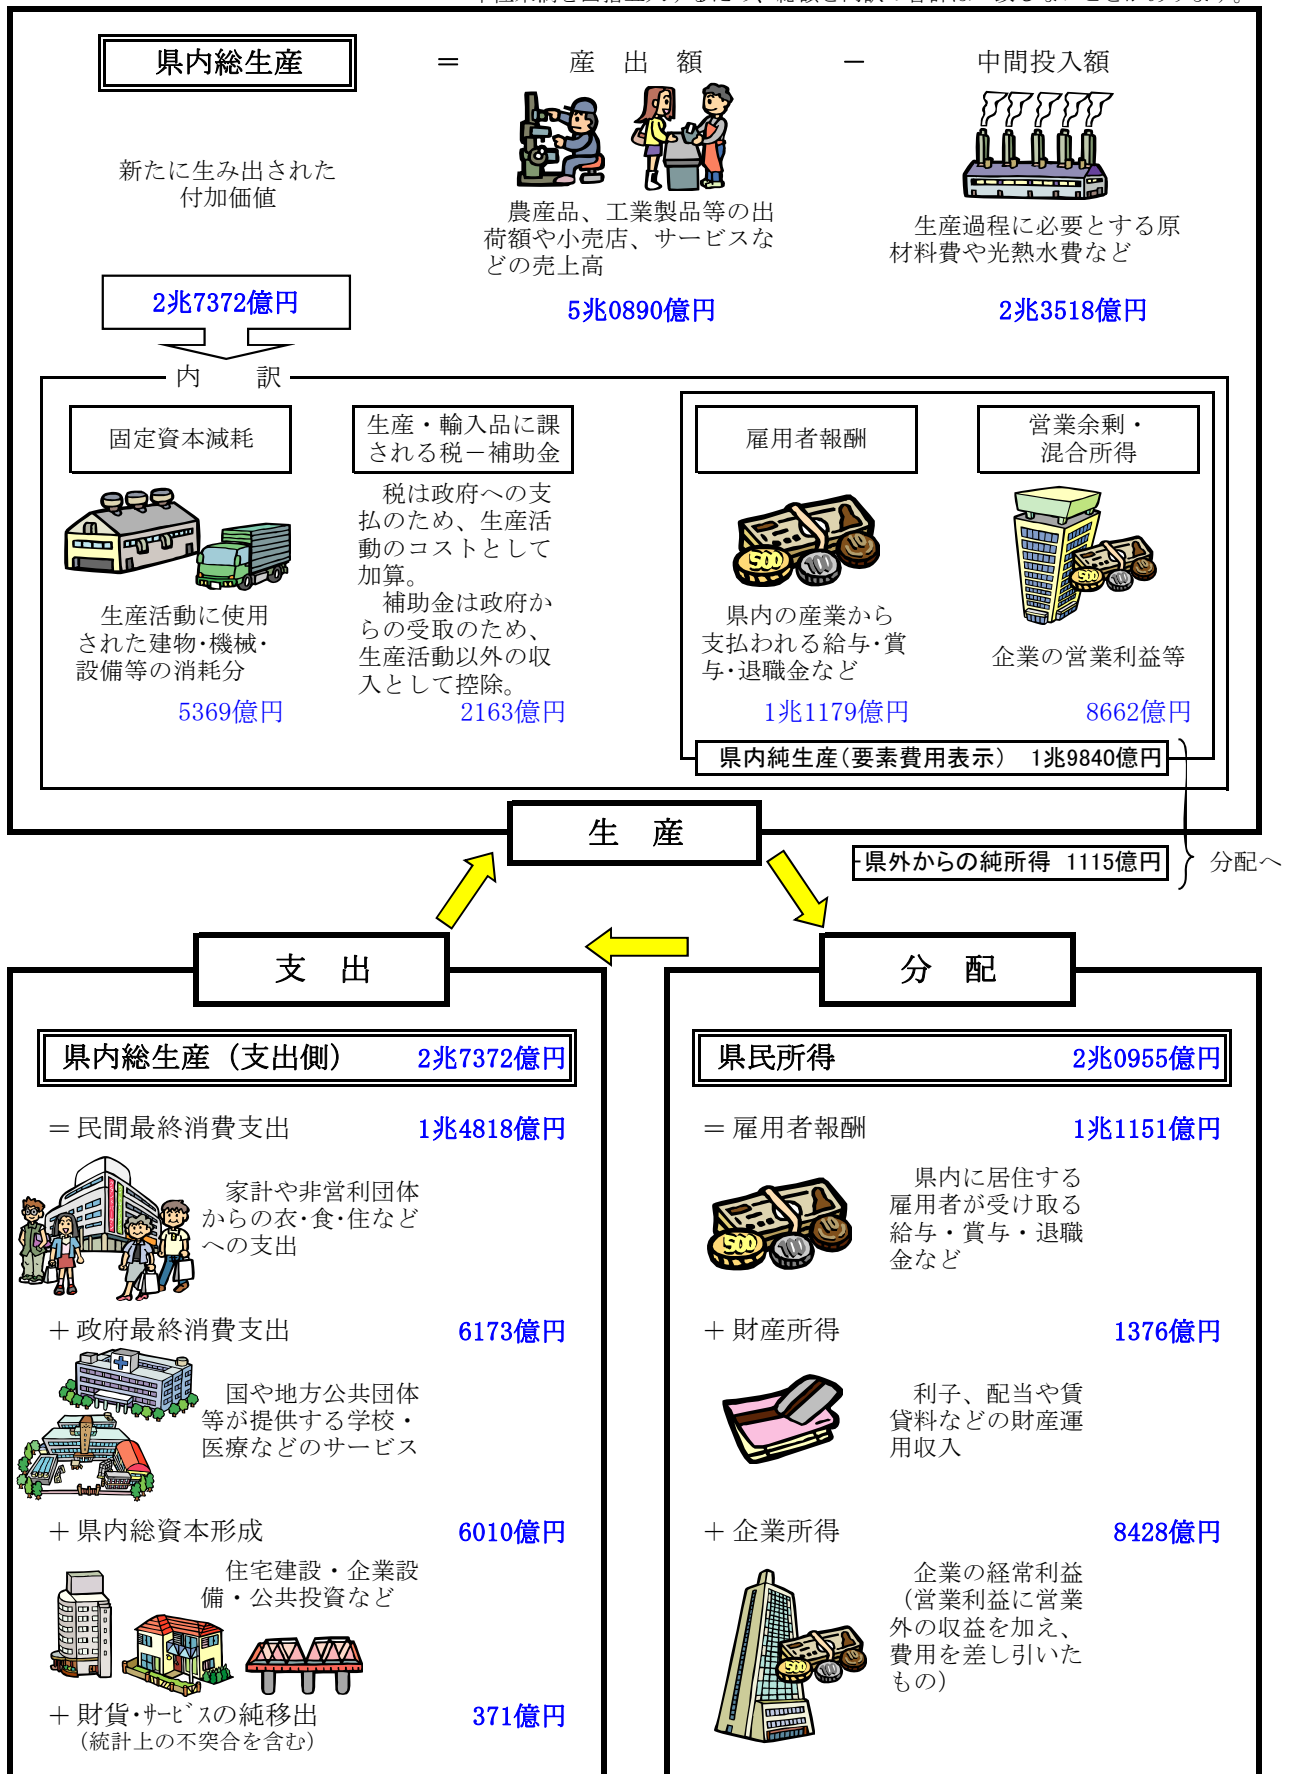 県内総生産 ＝ 産 出 額 － 中間投入額
新たに生み出された
付加価値
農産品、工業製品等の出
荷額や小売店、サービスな
どの売上高
生産過程に必要とする原
材料費や光熱水費など
2兆7372億円 5兆0890億円 2兆3518億円
内 訳
固定資本減耗
生産・輸入品に課
される税－補助金
雇用者報酬
営業余剰・
混合所得
生産活動に使用
された建物･機械･
設備等の消耗分
5369億円
税は政府への支
払のため、生産活
動のコストとして
加算。
補助金は政府か
らの受取のため、
生産活動以外の収
入として控除。
2163億円
県内の産業から
支払われる給与･賞
与･退職金など
1兆1179億円
企業の営業利益等
8662億円
県内純生産(要素費用表示) 1兆9840億円
生 産
県外からの純所得 1115億円
分配へ
支 出
県内総生産（支出側） 2兆7372億円
＝民間最終消費支出 1兆4818億円
家計や非営利団体
からの衣･食･住など
への支出
＋政府最終消費支出 6173億円
国や地方公共団体
等が提供する学校・
医療などのサービス
＋県内総資本形成 6010億円
住宅建設・企業設
備・公共投資など
＋財貨･ｻｰﾋﾞｽの純移出 371億円
(統計上の不突合を含む)
分 配
県民所得 2兆0955億円
＝雇用者報酬 1兆1151億円
県内に居住する
雇用者が受け取る
給与・賞与・退職
金など
＋財産所得 1376億円
利子、配当や賃
貸料などの財産運
用収入
＋企業所得 8428億円
企業の経常利益
（営業利益に営業
外の収益を加え、
費用を差し引いた
もの）